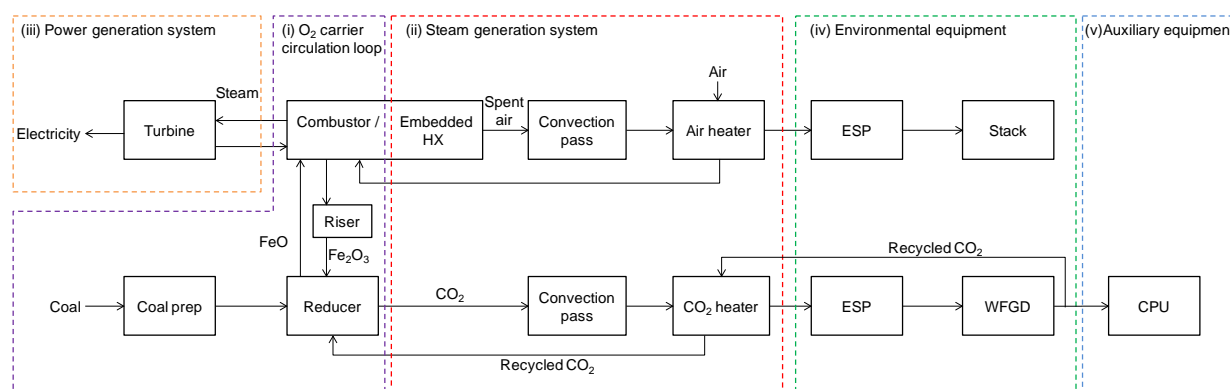 (iii) Power generation system
(i) O₂ carrier
circulation loop
(ii) Steam generation system
(iv) Environmental equipment
(v)Auxiliary equipmen
Air
Steam
Spent
air
Electricity
Turbine
Combustor /
Embedded
HX
Convection
pass
Air heater
ESP
Stack
Riser
FeO
Fe₂O₃
Recycled CO₂
Coal
Coal prep
Reducer
CO₂
Convection
pass
CO₂ heater
ESP
WFGD
CPU
Recycled CO₂